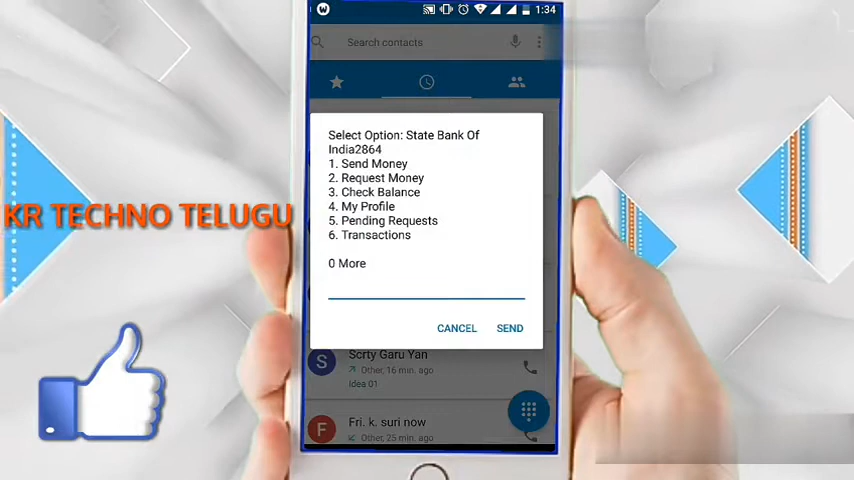 1:34
Search contacts
Select Option: State Bank Of
India2864
1. Send Money
2. Request Money
3. Check Balance
4. My Profile
5. Pending Requests
6. Transactions
0 More
CANCEL SEND
KR TECHNO TELUGU
S
Scrty Garu Yan
Other, 16 min. ago
Idea 01
F
Fri. k. suri now
Other, 25 min. ago